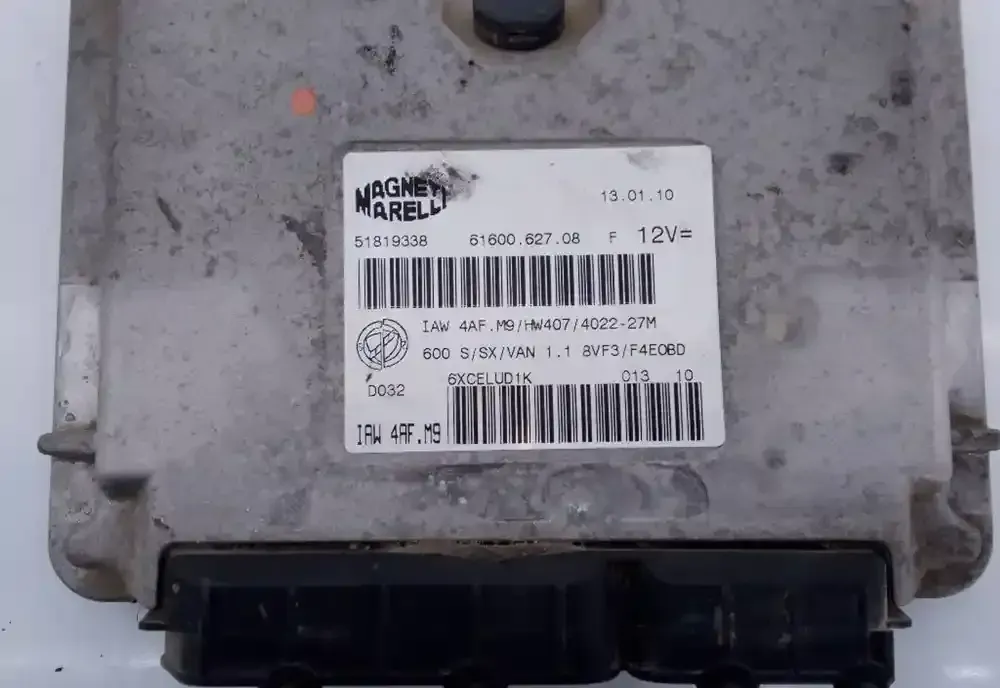 MAGNETI
MARELLI
13.01.10
51819338 61600.627.08 F 12V=
IAW 4AF.M9/HW407/4022-27M
600 S/SX/VAN 1.1 8VF3/F4EOBD
D032 6XCELUD1K 013 10
IAW 4AF.M9